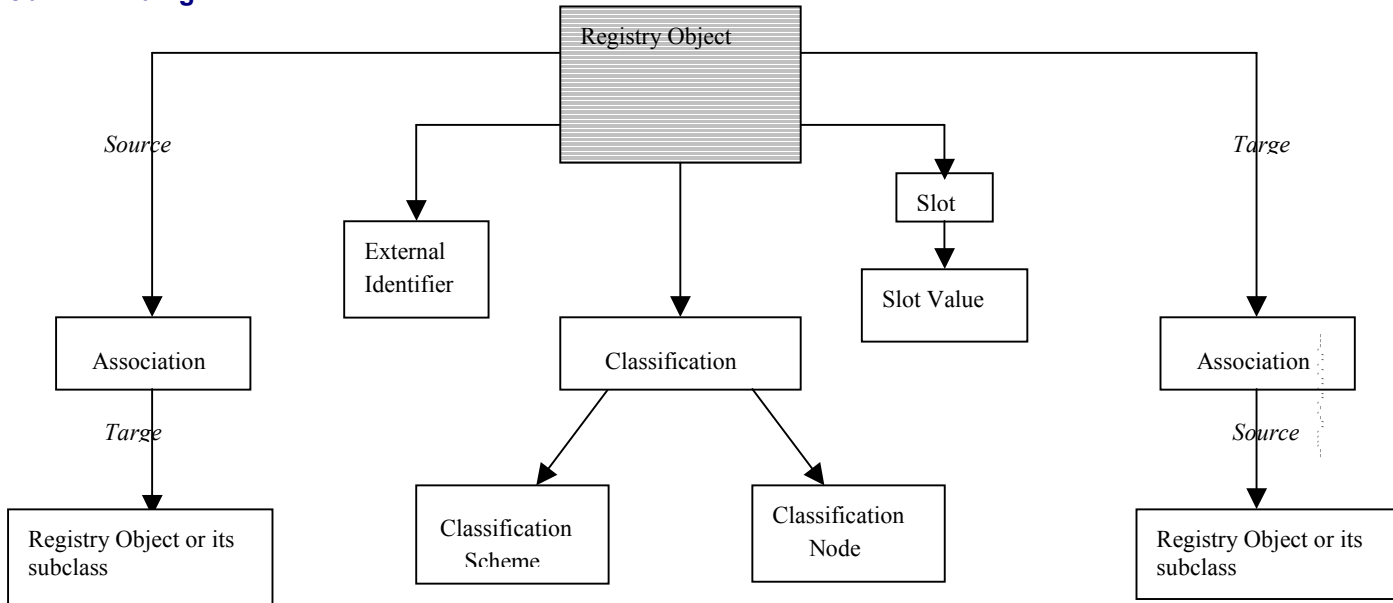 Registry Object
Source
Targe
External
Identifier
Slot
Slot Value
Association
Classification
Association
Targe
Source
Classification
Scheme
Classification
Node
Registry Object or its
subclass
Registry Object or its
subclass